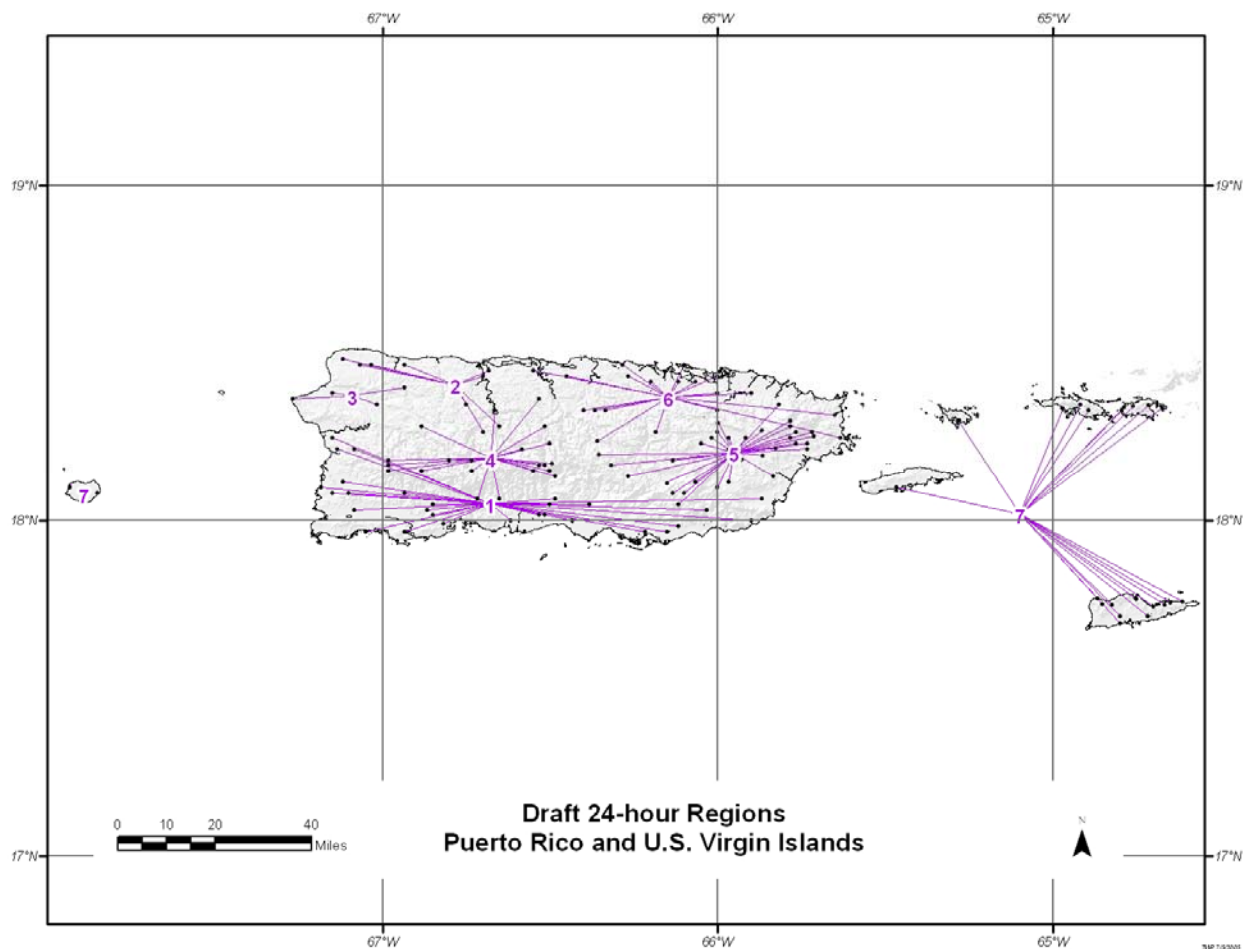 67°W 66°W 65°W
19°N 19°N
2
3 6
4 5
7
1
18°N 18°N
7
Draft 24-hour Regions
Puerto Rico and U.S. Virgin Islands
0 10 20 40
Miles
N
17°N 17°N
67°W 66°W 65°W